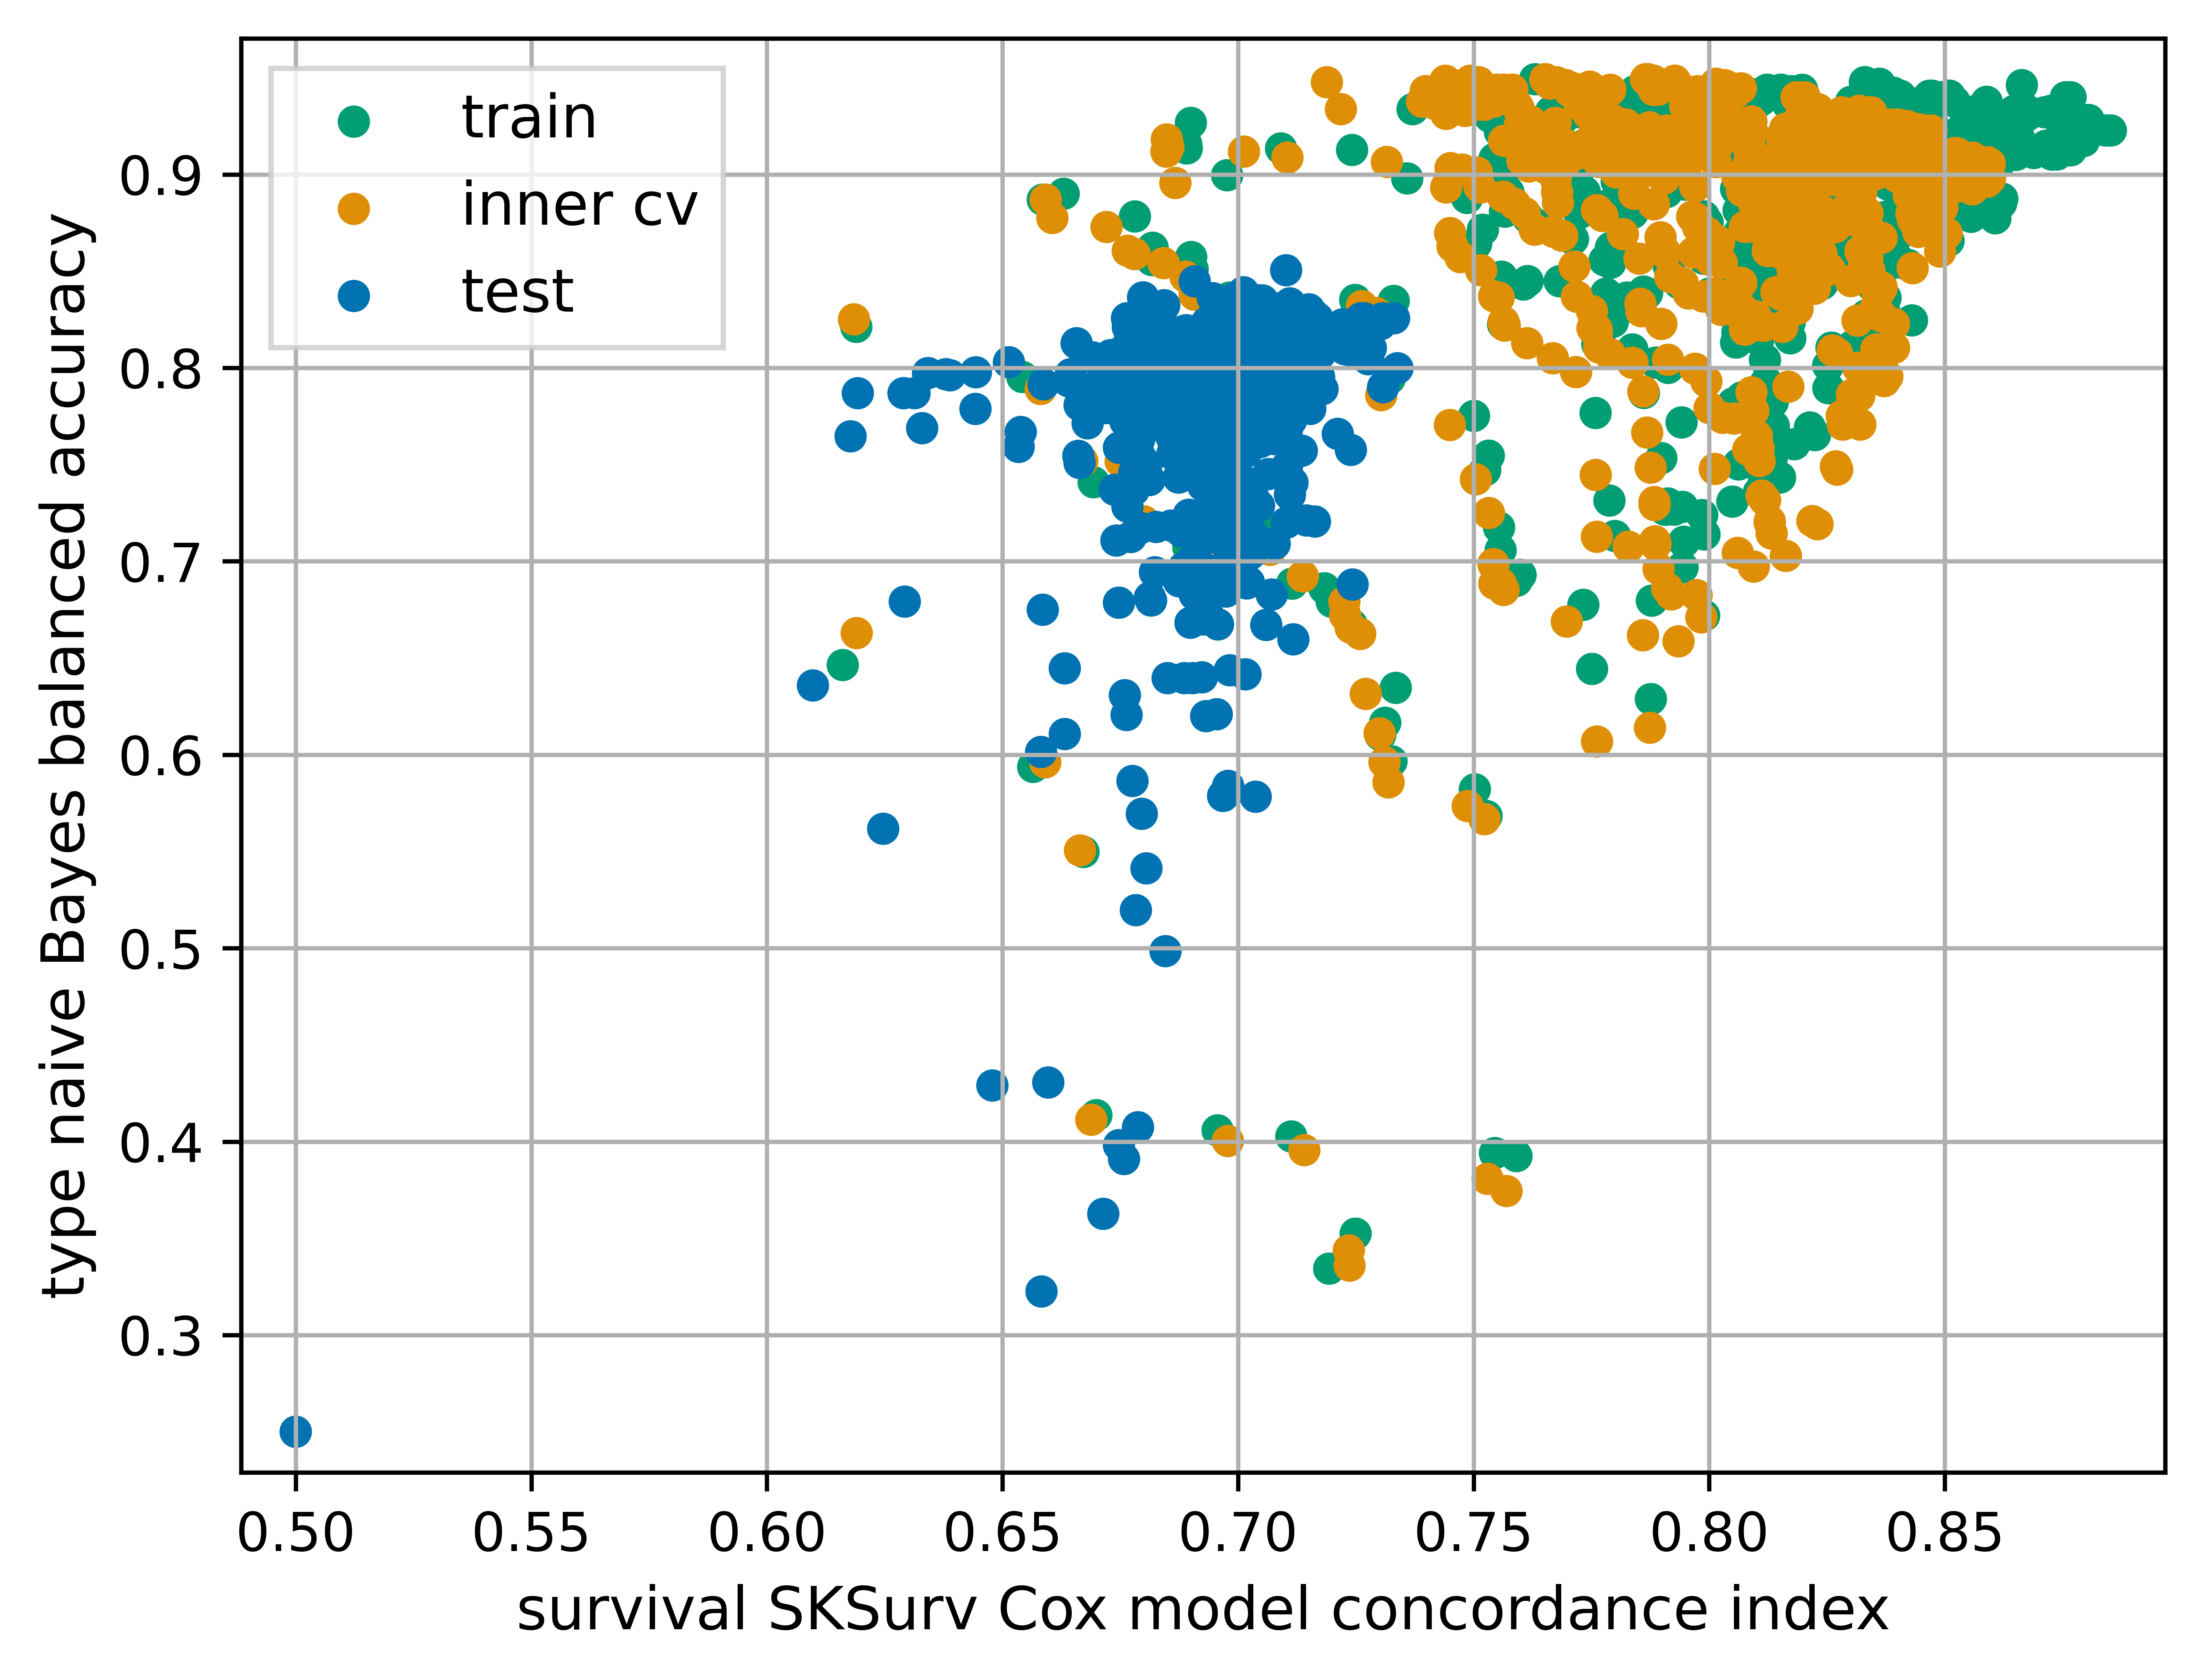 train
inner cv
test
type naive Bayes balanced accuracy
0.9
0.8
0.7
0.6
0.5
0.4
0.3
0.50 0.55 0.60 0.65 0.70 0.75 0.80 0.85
survival SKSurv Cox model concordance index